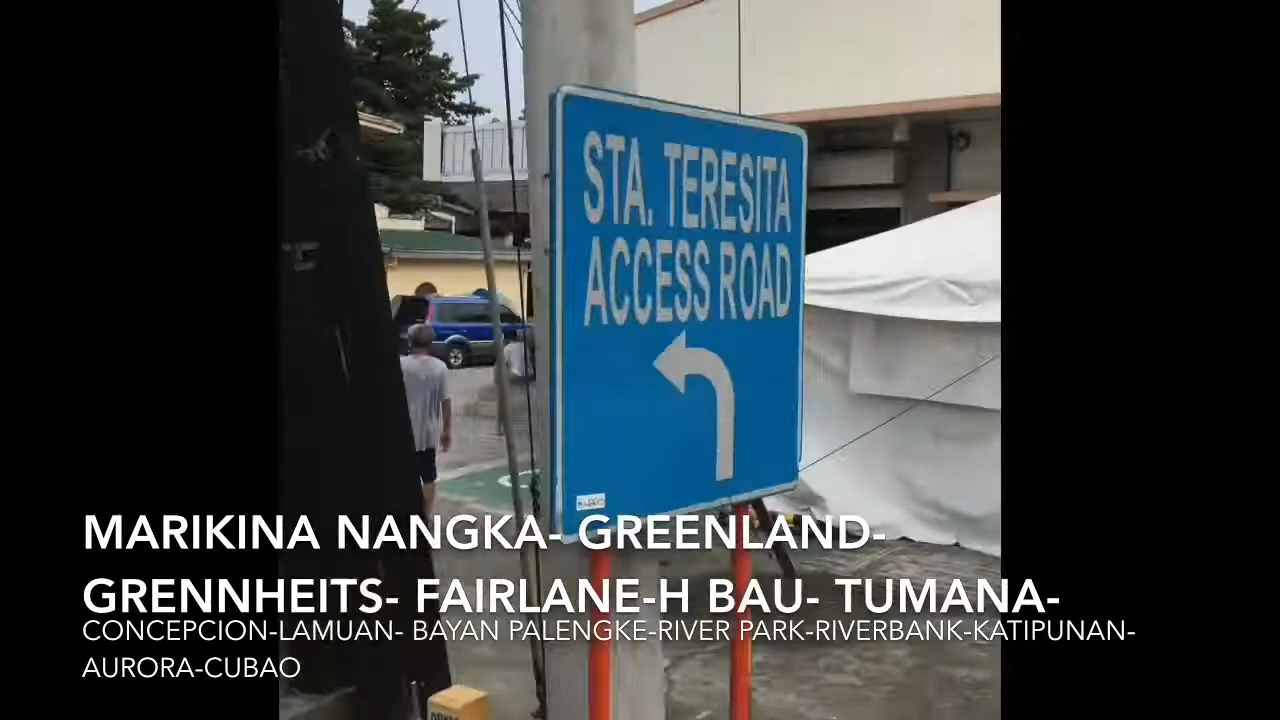 STA. TERESITA
ACCESS ROAD
MARIKINA NANGKA- GREENLAND-
GRENNHEITS- FAIRLANE-H BAU- TUMANA-
CONCEPCION-LAMUAN- BAYAN PALENGKE-RIVER PARK-RIVERBANK-KATIPUNAN-
AURORA-CUBAO